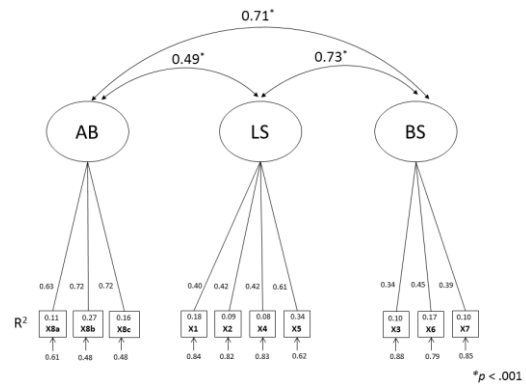 0.71*
0.49* 0.73*
AB LS BS
0.63 0.72 0.72 0.40 0.42 0.42 0.61 0.34 0.45 0.39
R² 0.11 0.27 0.16 0.18 0.09 0.08 0.34 0.10 0.17 0.10
X8a X8b X8c X1 X2 X4 X5 X3 X6 X7
0.61 0.48 0.48 0.84 0.82 0.83 0.62 0.88 0.79 0.85
*p < .001